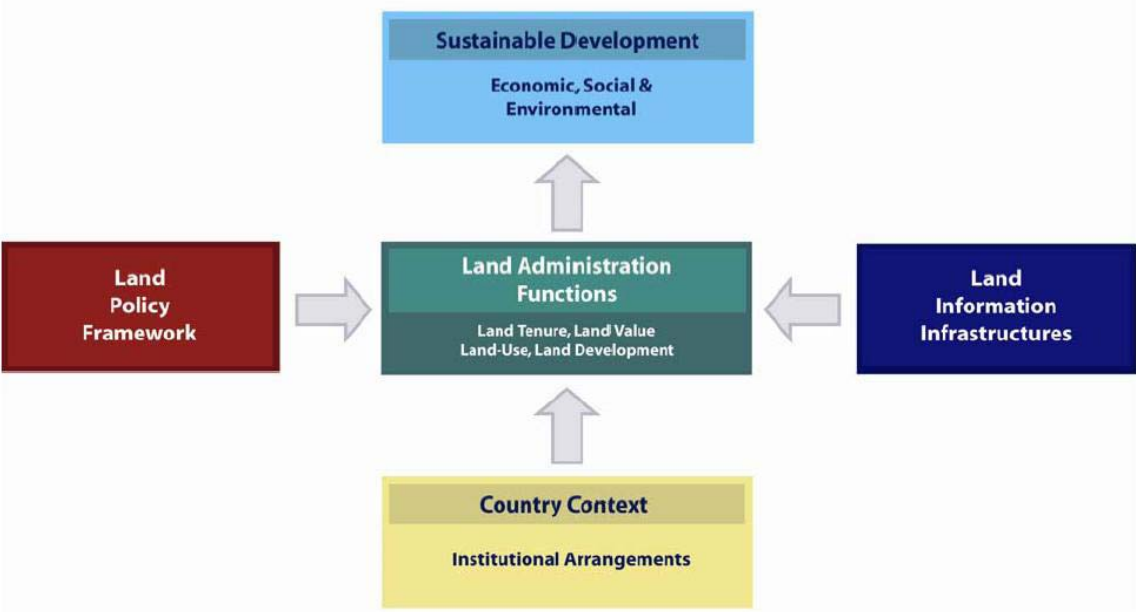 Sustainable Development
Economic, Social &
Environmental
Land
Policy
Framework
Land Administration
Functions
Land Tenure, Land Value
Land-Use, Land Development
Land
Information
Infrastructures
Country Context
Institutional Arrangements